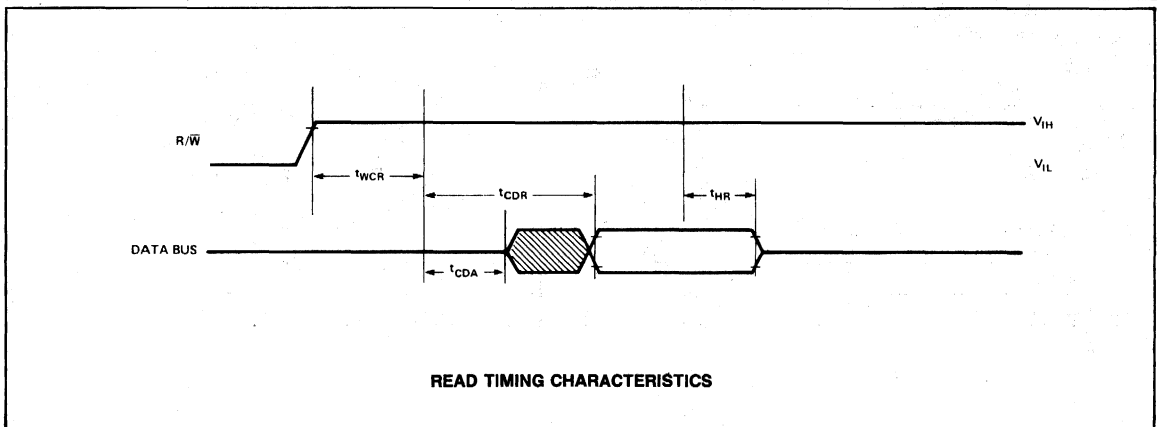 R/W̅
V_IH
V_IL
t_WCR
t_CDR
t_HR
DATA BUS
t_CDA
READ TIMING CHARACTERISTICS